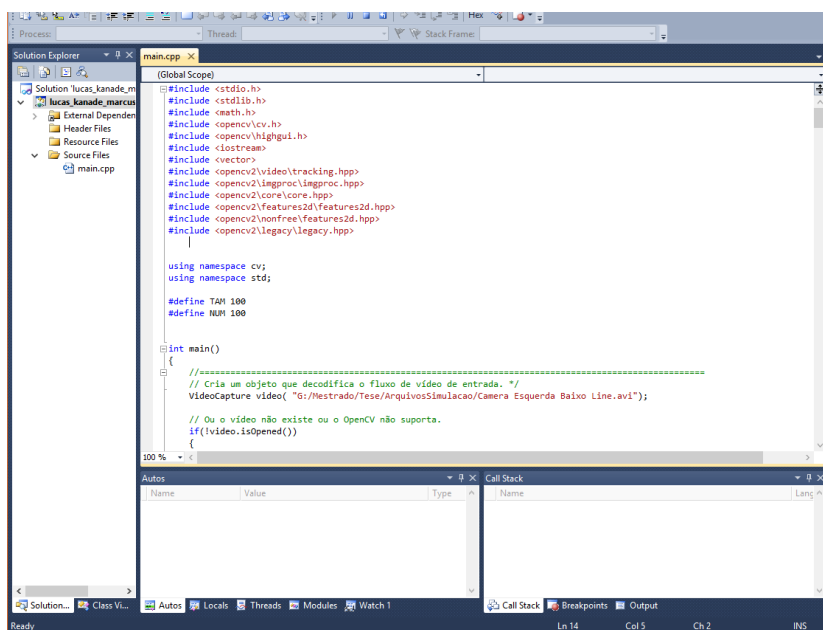 Hex
Process:
Thread:
Stack Frame:
Solution Explorer
main.cpp
(Global Scope)
Solution 'lucas_kanade_m
lucas_kanade_marcus
External Dependen
Header Files
Resource Files
Source Files
main.cpp
#include <stdio.h>
#include <stdlib.h>
#include <math.h>
#include <opencv\cv.h>
#include <opencv\highgui.h>
#include <iostream>
#include <vector>
#include <opencv2\video\tracking.hpp>
#include <opencv2\imgproc\imgproc.hpp>
#include <opencv2\core\core.hpp>
#include <opencv2\features2d\features2d.hpp>
#include <opencv2\nonfree\features2d.hpp>
#include <opencv2\legacy\legacy.hpp>
using namespace cv;
using namespace std;
#define TAM 100
#define NUM 100
int main()
{
//====================================================================================================
// Cria um objeto que decodifica o fluxo de vídeo de entrada. */
VideoCapture video( "G:/Mestrado/Tese/ArquivosSimulacao/Camera Esquerda Baixo Line.avi");
// Ou o vídeo não existe ou o OpenCV não suporta.
if(!video.isOpened())
{
100 %
Autos
Name Value Type
Call Stack
Name Lang
Solution... Class Vi...
Autos Locals Threads Modules Watch 1
Call Stack Breakpoints Output
Ready Ln 14 Col 5 Ch 2 INS